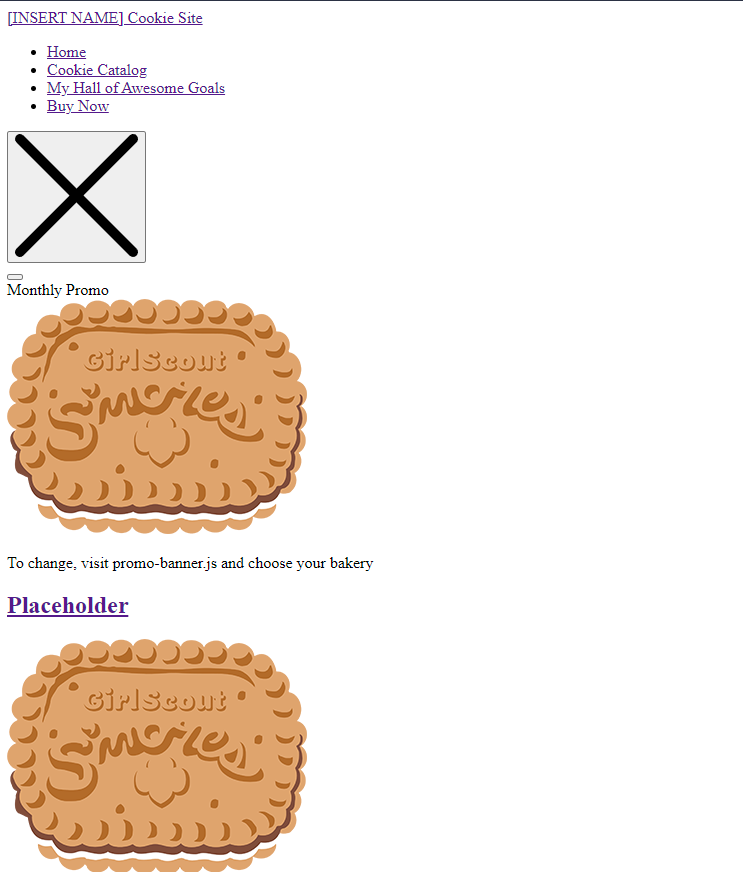 [INSERT NAME] Cookie Site
Home
Cookie Catalog
My Hall of Awesome Goals
Buy Now
Monthly Promo
GirlScout
S'mores
To change, visit promo-banner.js and choose your bakery
Placeholder
GirlScout
S'mores